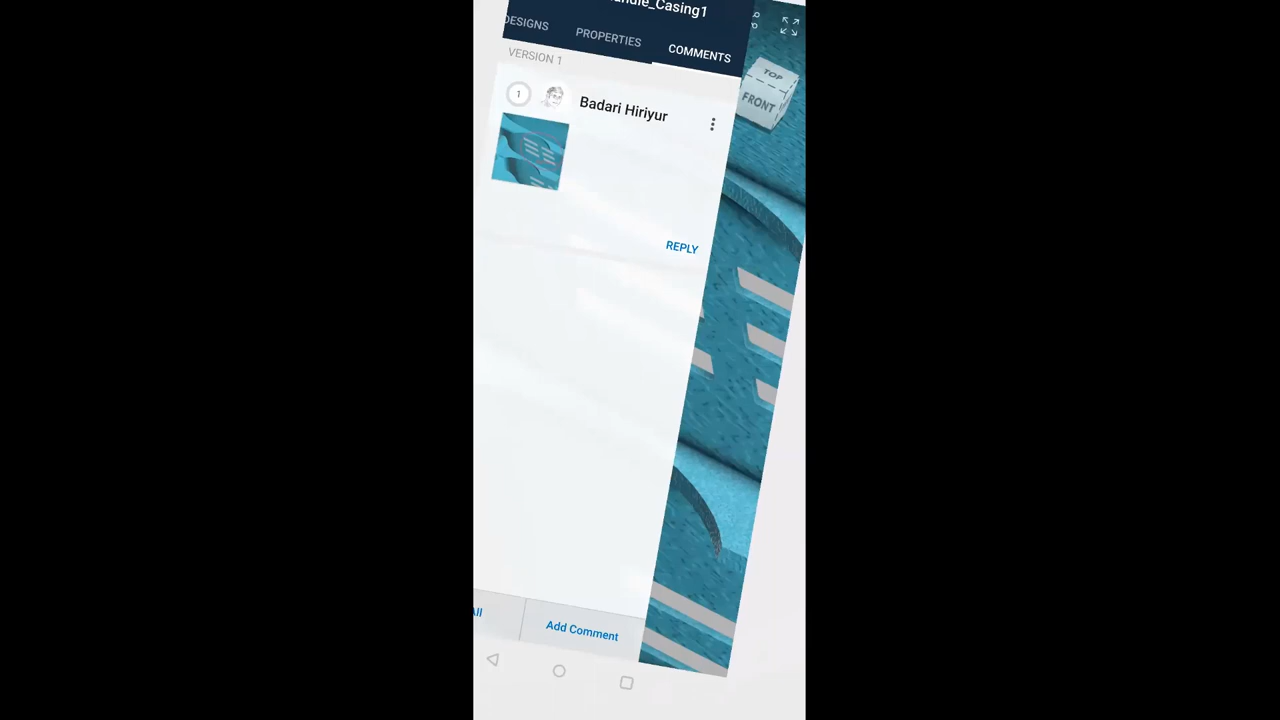 andle_Casing1
DESIGNS PROPERTIES COMMENTS
VERSION 1
1 Badari Hiriyur
REPLY
All Add Comment
TOP
FRONT